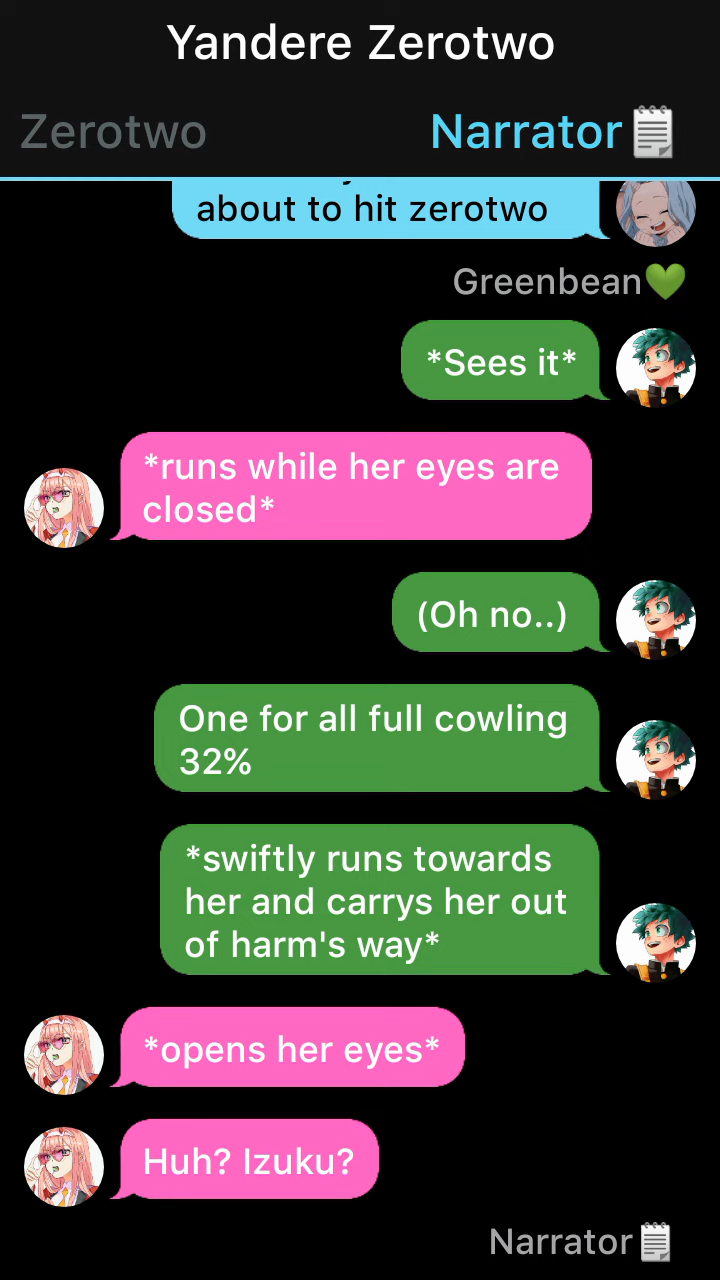 Yandere Zerotwo
Zerotwo
Narrator🗒
about to hit zerotwo
Greenbean💚
*Sees it*
*runs while her eyes are
closed*
(Oh no..)
One for all full cowling
32%
*swiftly runs towards
her and carrys her out
of harm's way*
*opens her eyes*
Huh? Izuku?
Narrator🗒